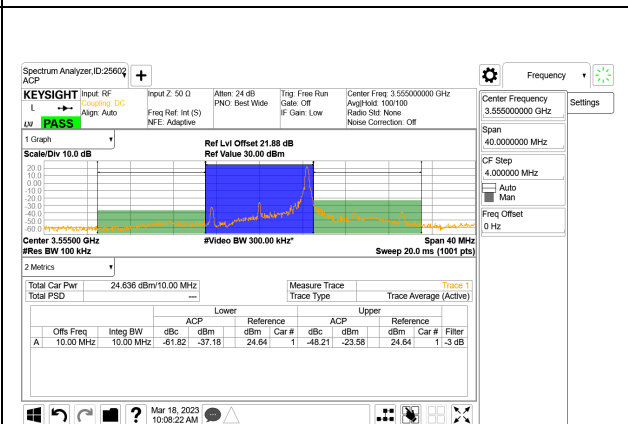 Spectrum Analyzer,ID:25602
ACP
Frequency
KEYSIGHT
Input: RF
Coupling: DC
Align: Auto
Input Z: 50 Ω
Freq Ref: Int (S)
NFE: Adaptive
Atten: 24 dB
PNO: Best Wide
Trig: Free Run
Gate: Off
IF Gain: Low
Center Freq: 3.555000000 GHz
Avg|Hold: 100/100
Radio Std: None
Noise Correction: Off
L
LXI
PASS
Center Frequency
3.555000000 GHz
Settings
Span
40.0000000 MHz
CF Step
4.000000 MHz
Auto
Man
Freq Offset
0 Hz
1 Graph
Scale/Div 10.0 dB
Ref Lvl Offset 21.88 dB
Ref Value 30.00 dBm
20.0
10.0
0.00
-10.0
-20.0
-30.0
-40.0
-50.0
-60.0
Center 3.55500 GHz
#Video BW 300.00 kHz*
Span 40 MHz
#Res BW 100 kHz
Sweep 20.0 ms (1001 pts)
2 Metrics
Total Car Pwr 24.636 dBm/10.00 MHz
Total PSD ---
Measure Trace Trace 1
Trace Type Trace Average (Active)
Lower Upper
ACP Reference ACP Reference
Offs Freq Integ BW dBc dBm dBm Car # dBc dBm dBm Car # Filter
A 10.00 MHz 10.00 MHz -61.82 -37.18 24.64 1 -48.21 -23.58 24.64 1 -3 dB
?
Mar 18, 2023
10:08:22 AM